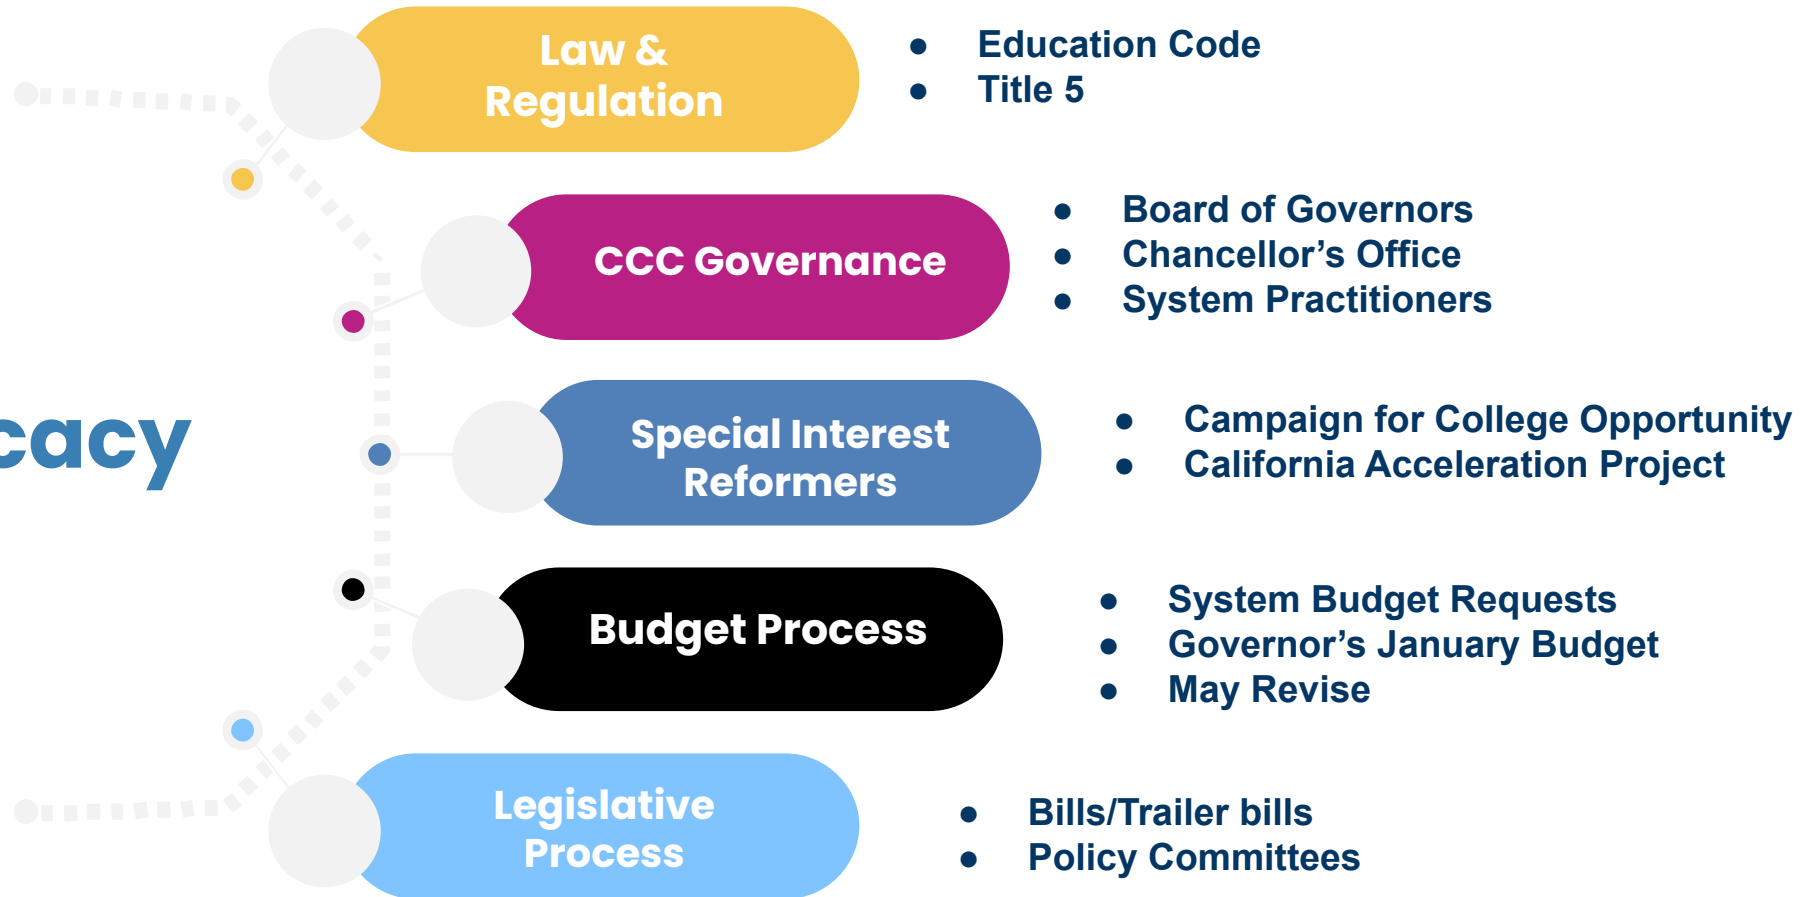 Law &
Regulation
● Education Code
● Title 5
CCC Governance
● Board of Governors
● Chancellor’s Office
● System Practitioners
cacy
Special Interest
Reformers
● Campaign for College Opportunity
● California Acceleration Project
Budget Process
● System Budget Requests
● Governor’s January Budget
● May Revise
Legislative
Process
● Bills/Trailer bills
● Policy Committees